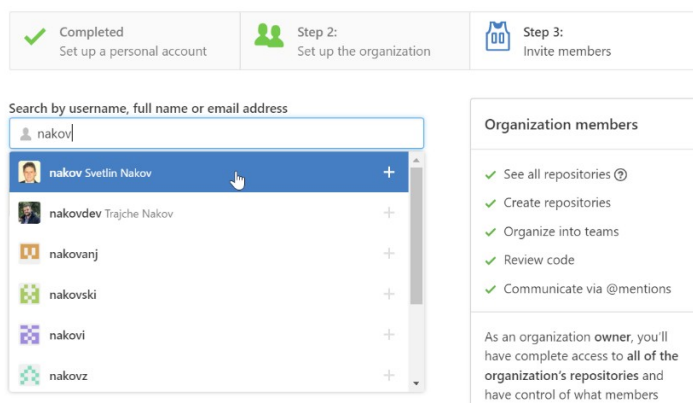 Completed
Set up a personal account
Step 2:
Set up the organization
Step 3:
Invite members
Search by username, full name or email address
nakov
nakov Svetlin Nakov
nakovdev Trajche Nakov
nakovanj
nakovski
nakovi
nakovz
Organization members
See all repositories
Create repositories
Organize into teams
Review code
Communicate via @mentions
As an organization owner, you'll
have complete access to all of the
organization's repositories and
have control of what members